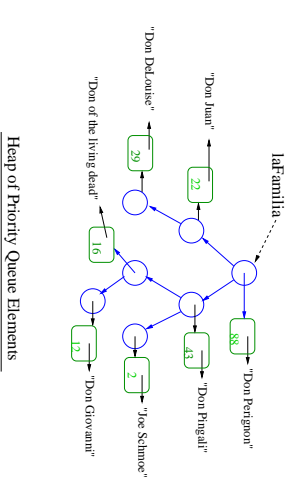 laFamilia
88
"Don Perignon"
"Don Juan"
22
43
"Don Pingali"
"Don DeLouise"
29
2
"Joe Schmoe"
"Don of the living dead"
16
12
"Don Giovanni"
Heap of Priority Queue Elements